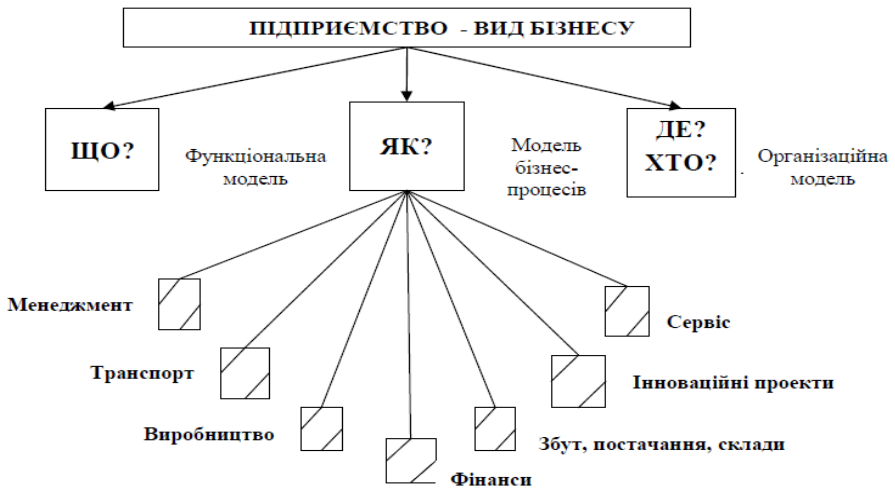 ПІДПРИЄМСТВО - ВИД БІЗНЕСУ
ЩО?
Функціональна
модель
ЯК?
Модель
бізнес-
процесів
ДЕ?
ХТО?
.
Організаційна
модель
Менеджмент
Сервіс
Транспорт
Інноваційні проекти
Виробництво
Збут, постачання, склади
Фінанси